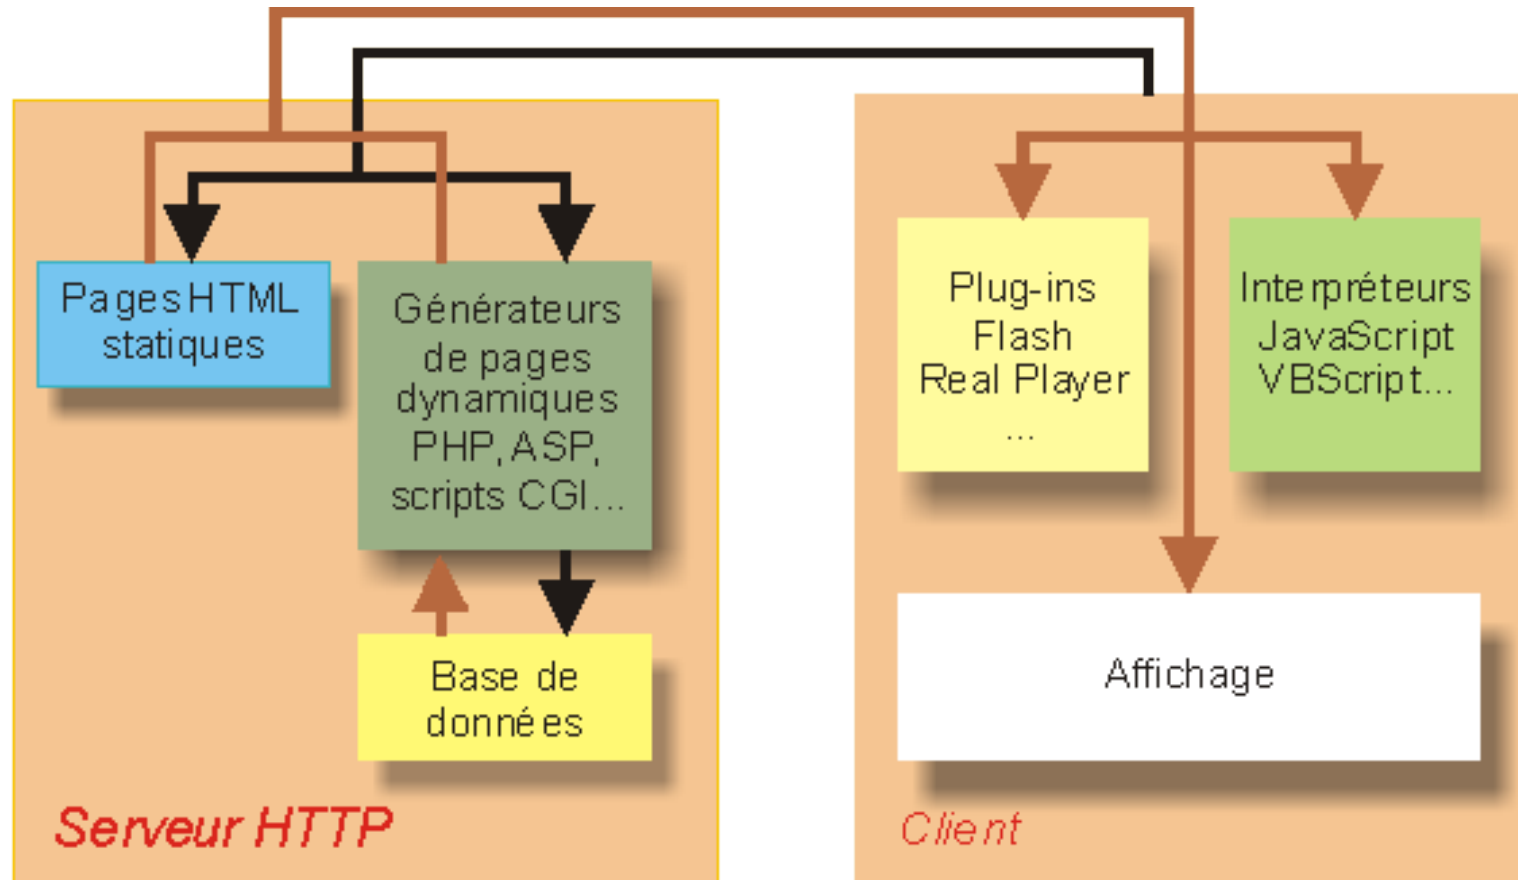 Pages HTML
statiques
Générateurs
de pages
dynamiques
PHP, ASP,
scripts CGI...
Base de
données
Serveur HTTP
Plug-ins
Flash
Real Player
...
Interpréteurs
JavaScript
VBScript...
Affichage
Client